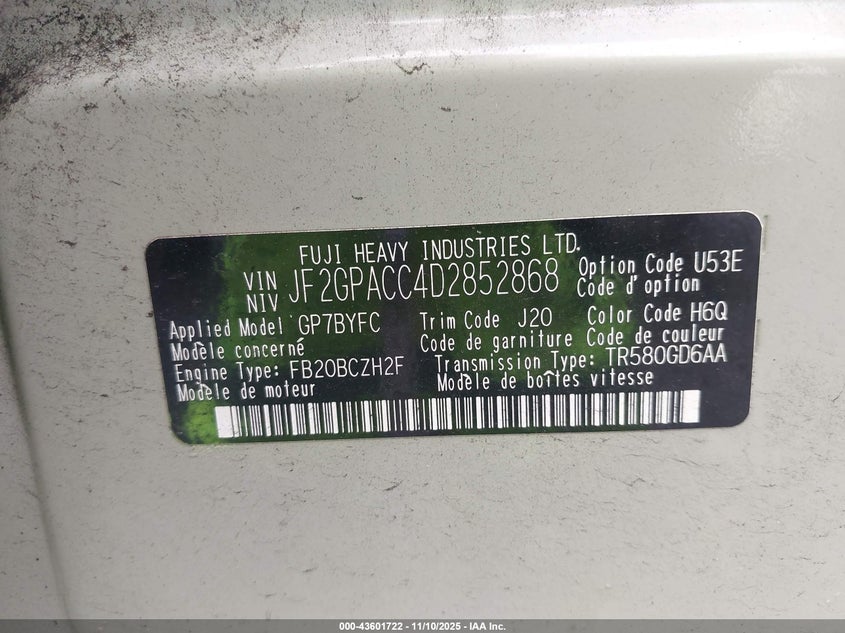 FUJI HEAVY INDUSTRIES LTD.
VIN NIV JF2GPACC4D2852868 Option Code U53E
Code d'option
Applied Model GP7BYFC Trim Code J20 Color Code H6Q
Modèle concerné Code de garniture Code de couleur
Engine Type: FB20BCZH2F Transmission Type: TR580GD6AA
Modèle de moteur Modèle de boîtes vitesse
000-43601722 — 11/10/2025 — IAA Inc.